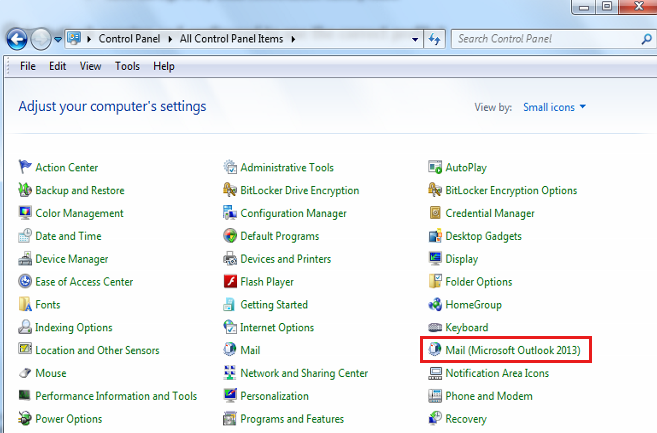 Control Panel ▸ All Control Panel Items ▸
Search Control Panel
File Edit View Tools Help
Adjust your computer's settings
View by: Small icons
Action Center Administrative Tools AutoPlay
Backup and Restore BitLocker Drive Encryption BitLocker Encryption Options
Color Management Configuration Manager Credential Manager
Date and Time Default Programs Desktop Gadgets
Device Manager Devices and Printers Display
Ease of Access Center Flash Player Folder Options
Fonts Getting Started HomeGroup
Indexing Options Internet Options Keyboard
Location and Other Sensors Mail Mail (Microsoft Outlook 2013)
Mouse Network and Sharing Center Notification Area Icons
Performance Information and Tools Personalization Phone and Modem
Power Options Programs and Features Recovery